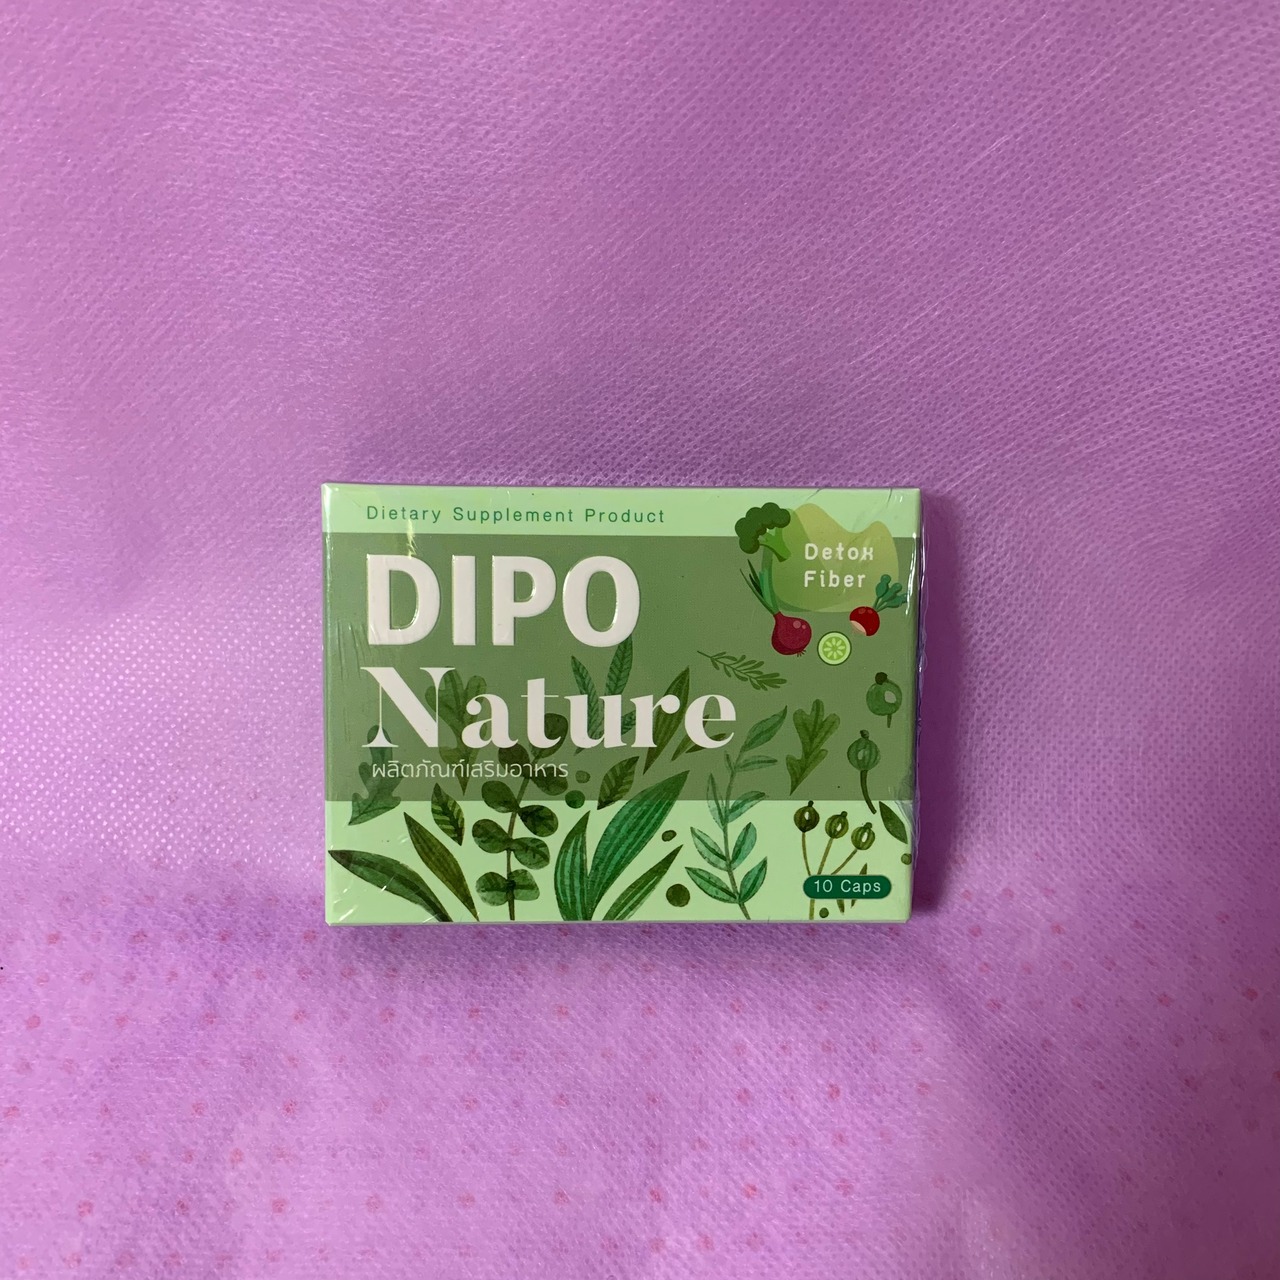 Dietary Supplement Product
Detox
Fiber
DIPO
Nature
ผลิตภัณฑ์เสริมอาหาร
10 Caps